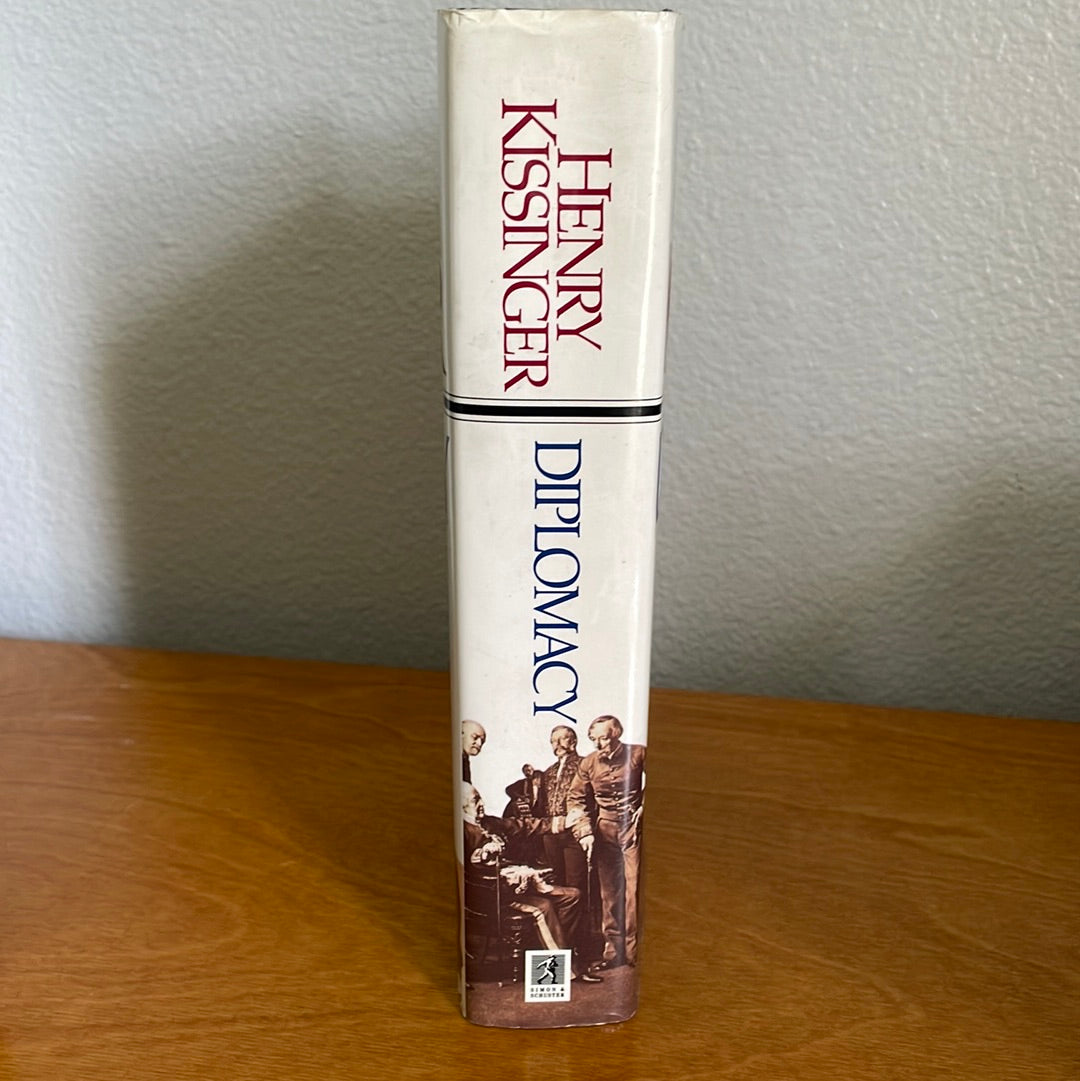 HENRY
KISSINGER
DIPLOMACY
SIMON &
SCHUSTER